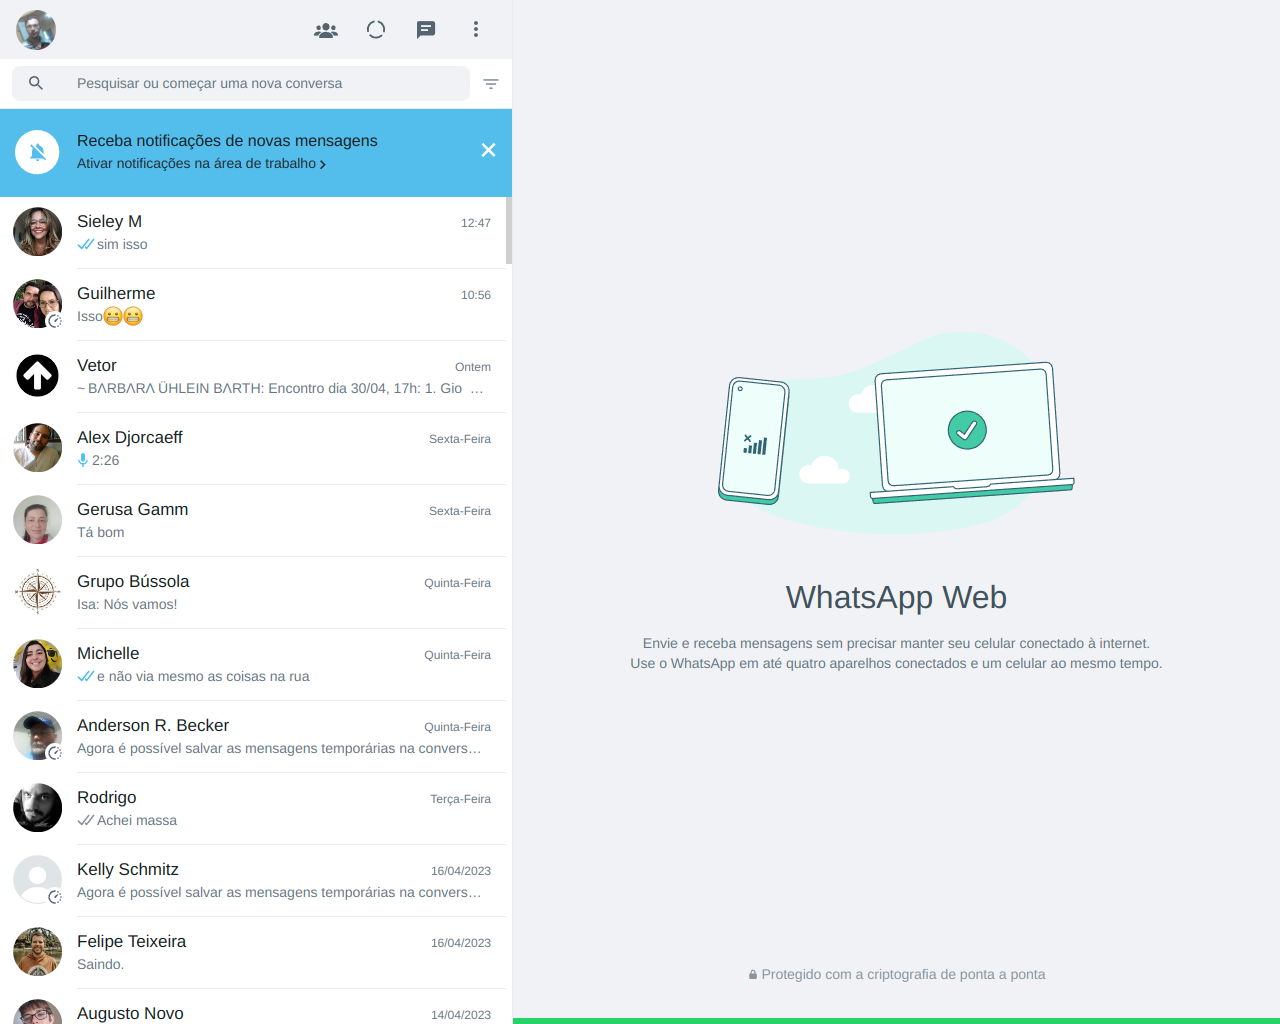 Pesquisar ou começar uma nova conversa
Receba notificações de novas mensagens
Ativar notificações na área de trabalho
Sieley M 12:47
sim isso
Guilherme 10:56
Isso😬😬
Vetor Ontem
~ BΛRBΛRΛ ÜHLEIN BΛRTH: Encontro dia 30/04, 17h: 1. Gio …
Alex Djorcaeff Sexta-Feira
2:26
Gerusa Gamm Sexta-Feira
Tá bom
Grupo Bússola Quinta-Feira
Isa: Nós vamos!
Michelle Quinta-Feira
e não via mesmo as coisas na rua
Anderson R. Becker Quinta-Feira
Agora é possível salvar as mensagens temporárias na convers…
Rodrigo Terça-Feira
Achei massa
Kelly Schmitz 16/04/2023
Agora é possível salvar as mensagens temporárias na convers…
Felipe Teixeira 16/04/2023
Saindo.
Augusto Novo 14/04/2023
WhatsApp Web
Envie e receba mensagens sem precisar manter seu celular conectado à internet.
Use o WhatsApp em até quatro aparelhos conectados e um celular ao mesmo tempo.
Protegido com a criptografia de ponta a ponta